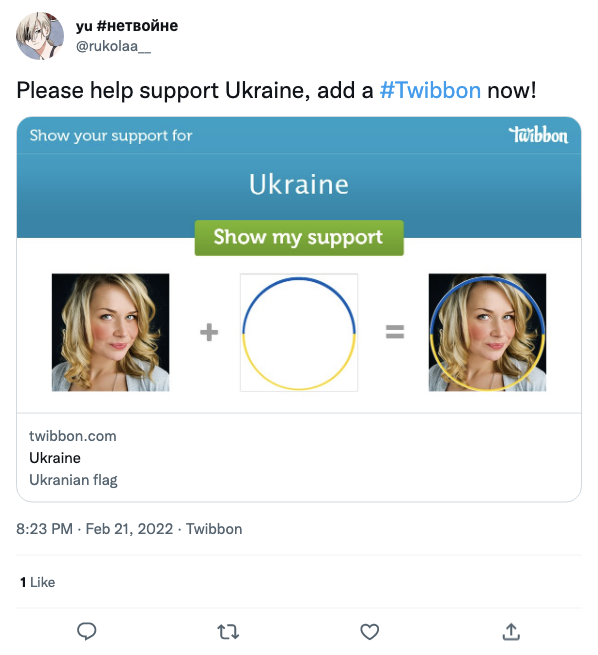 yu #нетвойне
@rukolaa__
Please help support Ukraine, add a #Twibbon now!
Show your support for
twibbon
Ukraine
Show my support
+
=
twibbon.com
Ukraine
Ukranian flag
8:23 PM · Feb 21, 2022 · Twibbon
1 Like